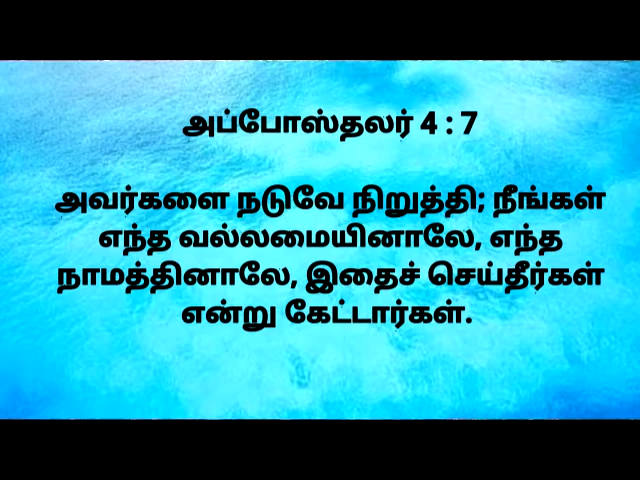 அப்போஸ்தலர் 4 : 7
அவர்களை நடுவே நிறுத்தி; நீங்கள்
எந்த வல்லமையினாலே, எந்த
நாமத்தினாலே, இதைச் செய்தீர்கள்
என்று கேட்டார்கள்.